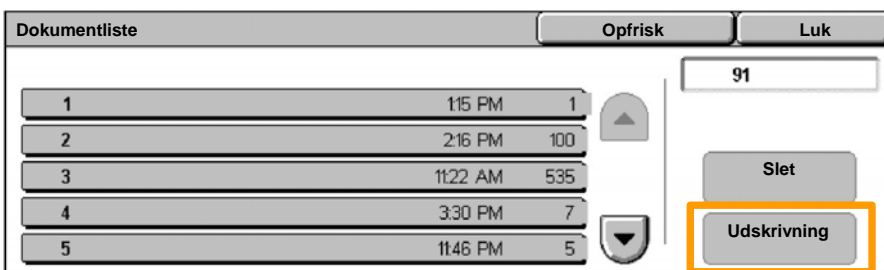 Dokumentliste Opfrisk Luk
91
1 1:15 PM 1
2 2:16 PM 100
3 11:22 AM 535
4 3:30 PM 7
5 11:46 PM 5
Slet
Udskrivning